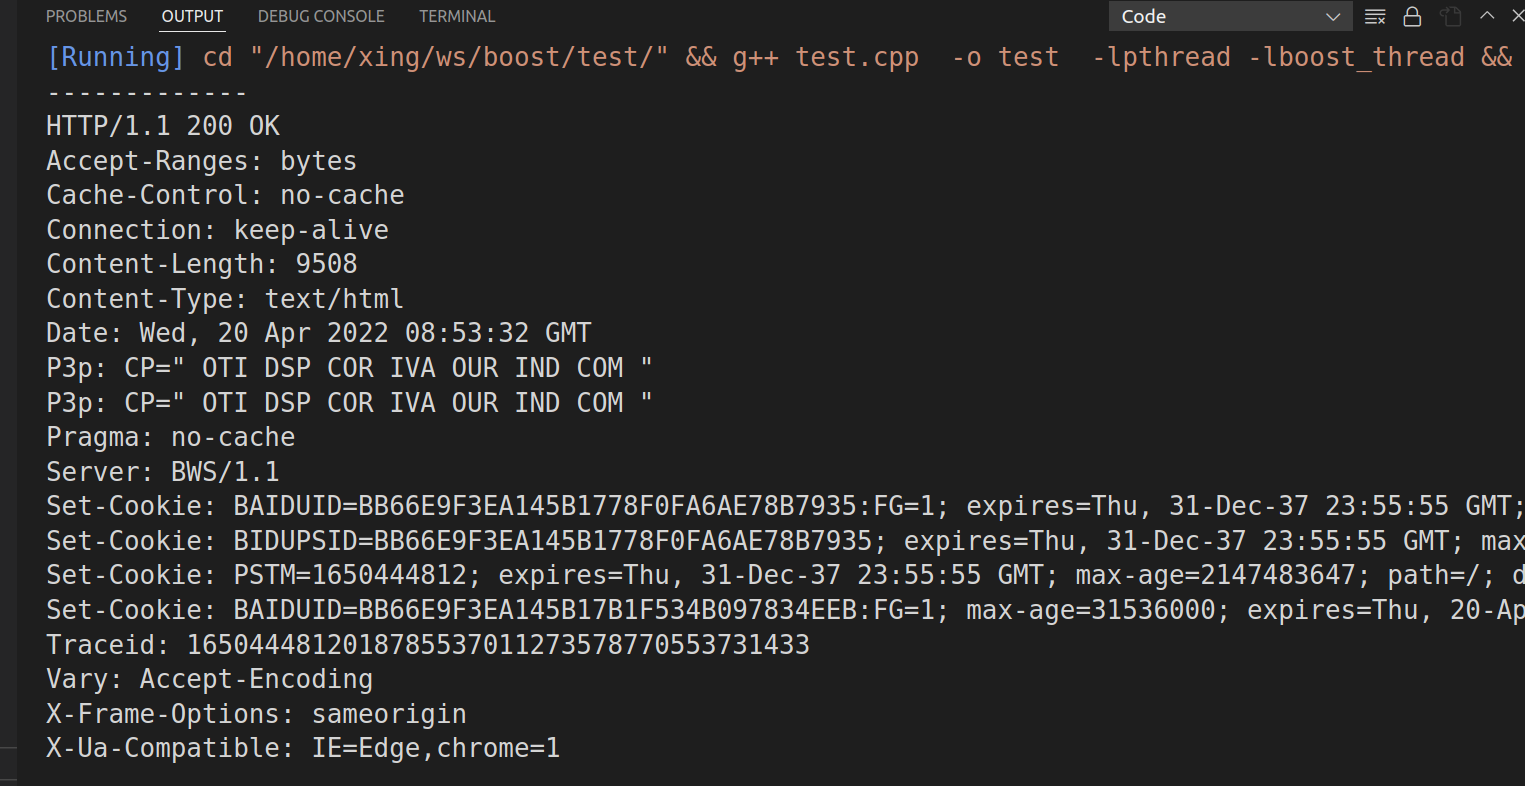 PROBLEMS OUTPUT DEBUG CONSOLE TERMINAL Code
[Running] cd "/home/xing/ws/boost/test/" && g++ test.cpp  -o test  -lpthread -lboost_thread &&
-------------
HTTP/1.1 200 OK
Accept-Ranges: bytes
Cache-Control: no-cache
Connection: keep-alive
Content-Length: 9508
Content-Type: text/html
Date: Wed, 20 Apr 2022 08:53:32 GMT
P3p: CP=" OTI DSP COR IVA OUR IND COM "
P3p: CP=" OTI DSP COR IVA OUR IND COM "
Pragma: no-cache
Server: BWS/1.1
Set-Cookie: BAIDUID=BB66E9F3EA145B1778F0FA6AE78B7935:FG=1; expires=Thu, 31-Dec-37 23:55:55 GMT;
Set-Cookie: BIDUPSID=BB66E9F3EA145B1778F0FA6AE78B7935; expires=Thu, 31-Dec-37 23:55:55 GMT; max
Set-Cookie: PSTM=1650444812; expires=Thu, 31-Dec-37 23:55:55 GMT; max-age=2147483647; path=/; d
Set-Cookie: BAIDUID=BB66E9F3EA145B17B1F534B097834EEB:FG=1; max-age=31536000; expires=Thu, 20-Ap
Traceid: 1650444812018785537011273578770553731433
Vary: Accept-Encoding
X-Frame-Options: sameorigin
X-Ua-Compatible: IE=Edge,chrome=1